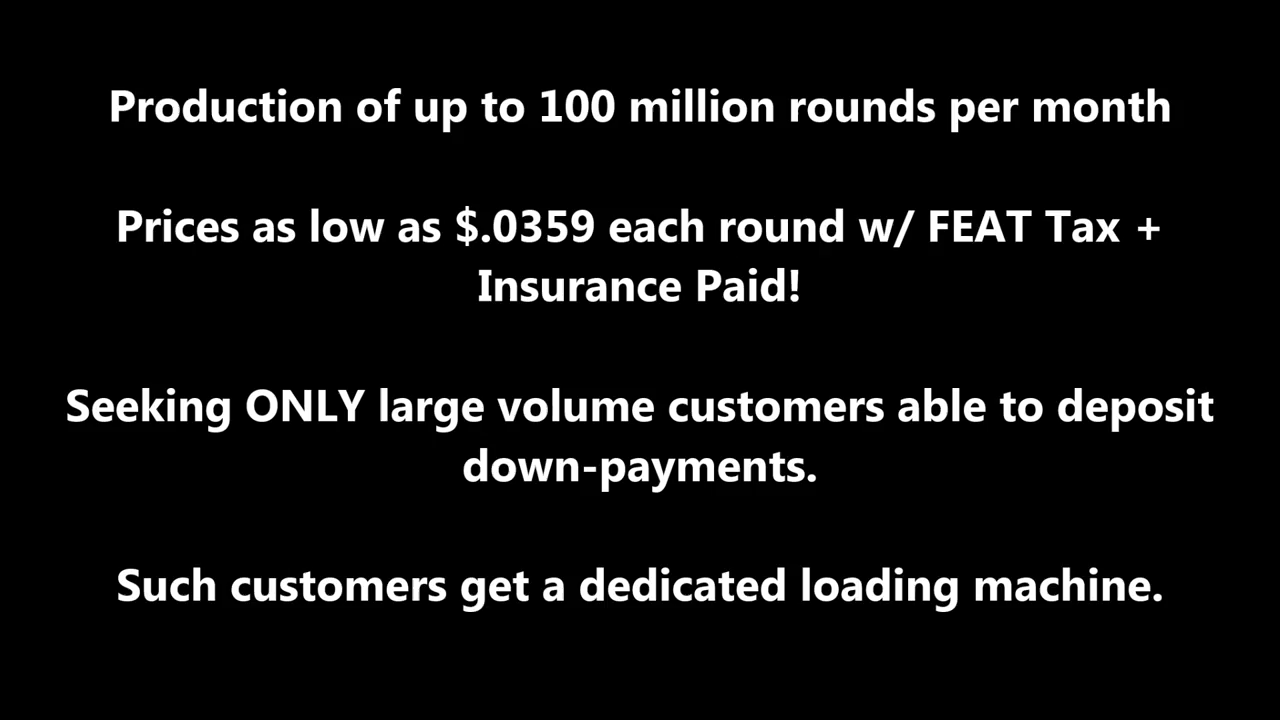 Production of up to 100 million rounds per month
Prices as low as $.0359 each round w/ FEAT Tax +
Insurance Paid!
Seeking ONLY large volume customers able to deposit
down-payments.
Such customers get a dedicated loading machine.